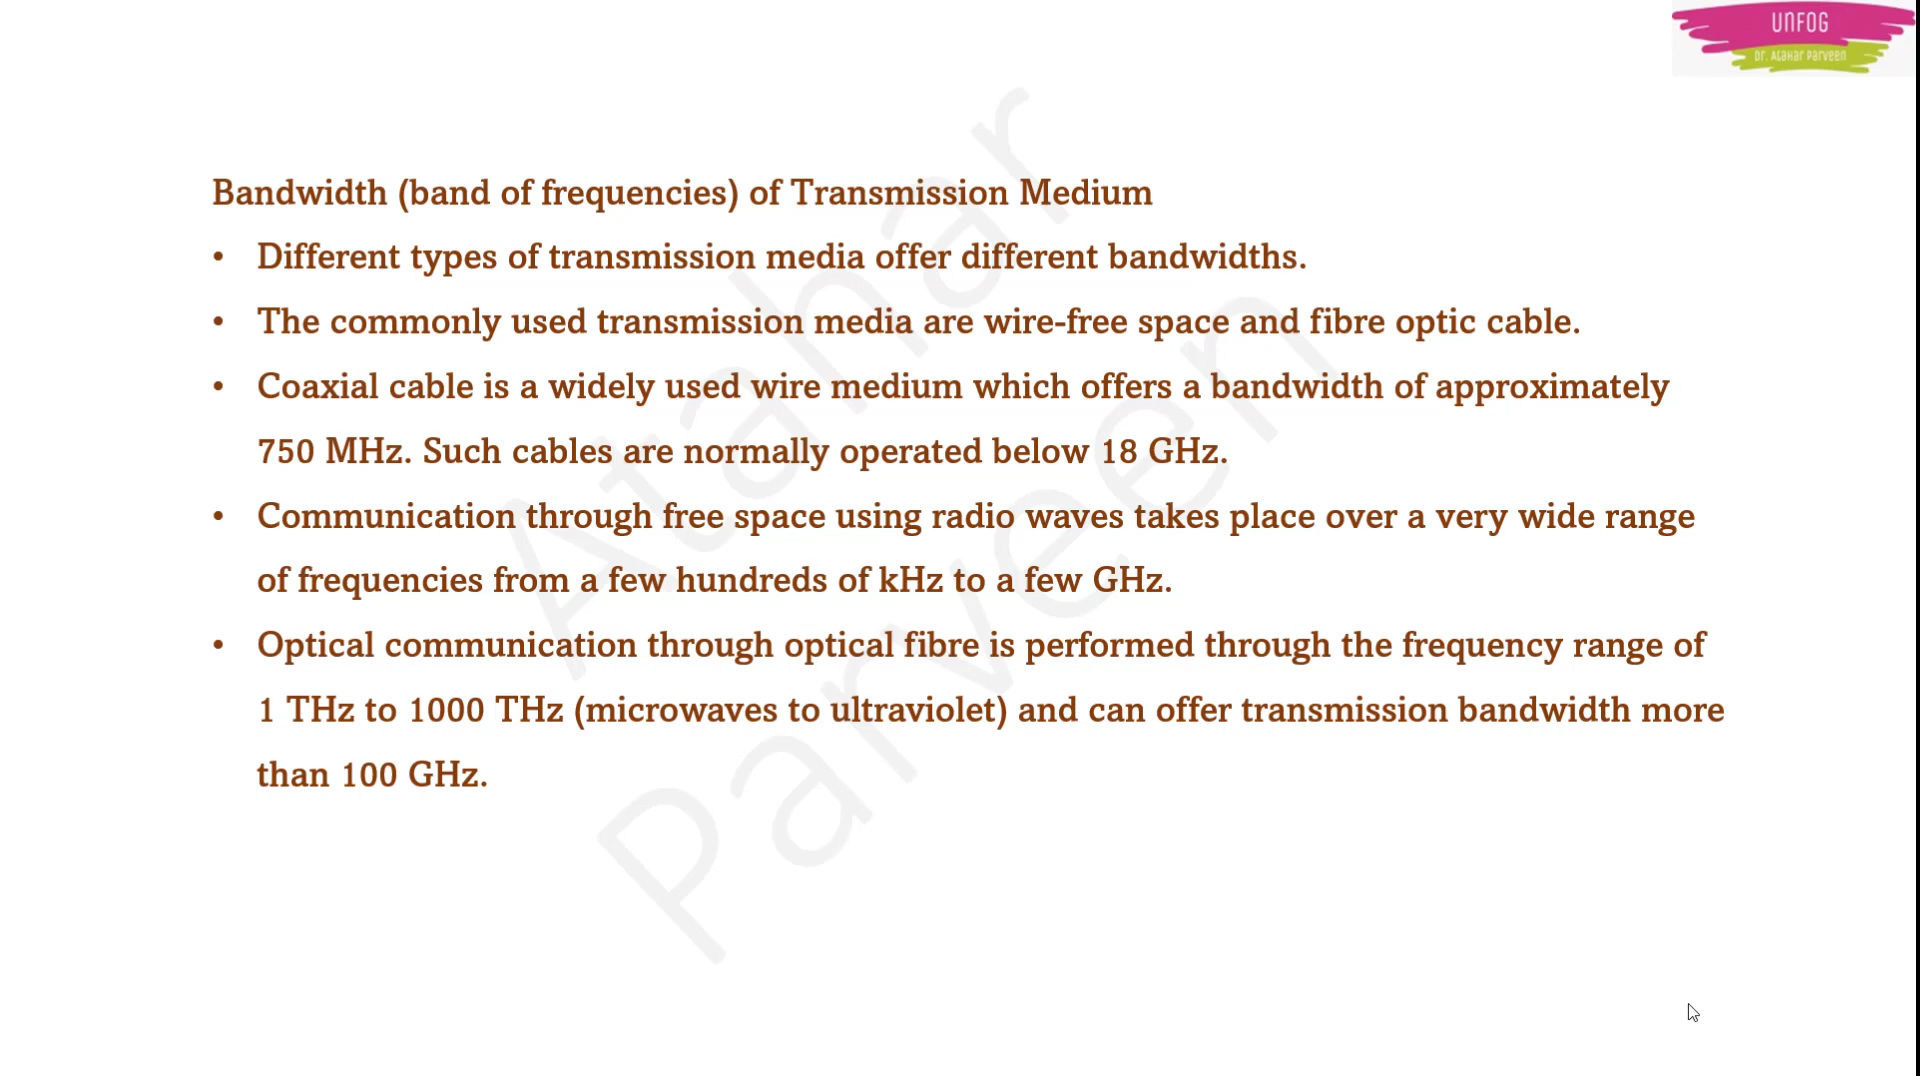 UNFOG
Dr. Atahar Parveen
Bandwidth (band of frequencies) of Transmission Medium
• Different types of transmission media offer different bandwidths.
• The commonly used transmission media are wire-free space and fibre optic cable.
• Coaxial cable is a widely used wire medium which offers a bandwidth of approximately
750 MHz. Such cables are normally operated below 18 GHz.
• Communication through free space using radio waves takes place over a very wide range
of frequencies from a few hundreds of kHz to a few GHz.
• Optical communication through optical fibre is performed through the frequency range of
1 THz to 1000 THz (microwaves to ultraviolet) and can offer transmission bandwidth more
than 100 GHz.
Atahar
Parveen